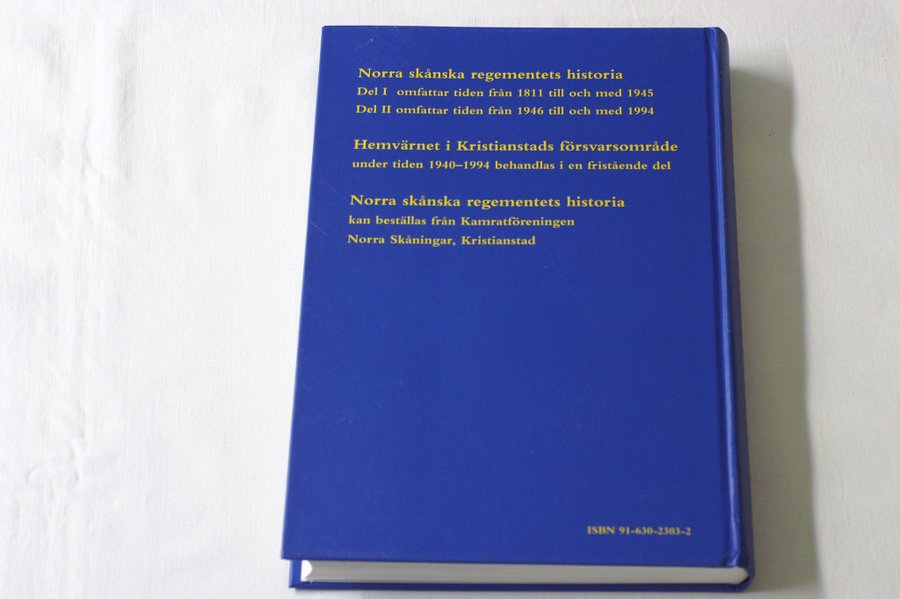 Norra skånska regementets historia
Del I omfattar tiden från 1811 till och med 1945
Del II omfattar tiden från 1946 till och med 1994
Hemvärnet i Kristianstads försvarsområde
under tiden 1940–1994 behandlas i en fristående del
Norra skånska regementets historia
kan beställas från Kamratföreningen
Norra Skåningar, Kristianstad
ISBN 91-630-2303-2